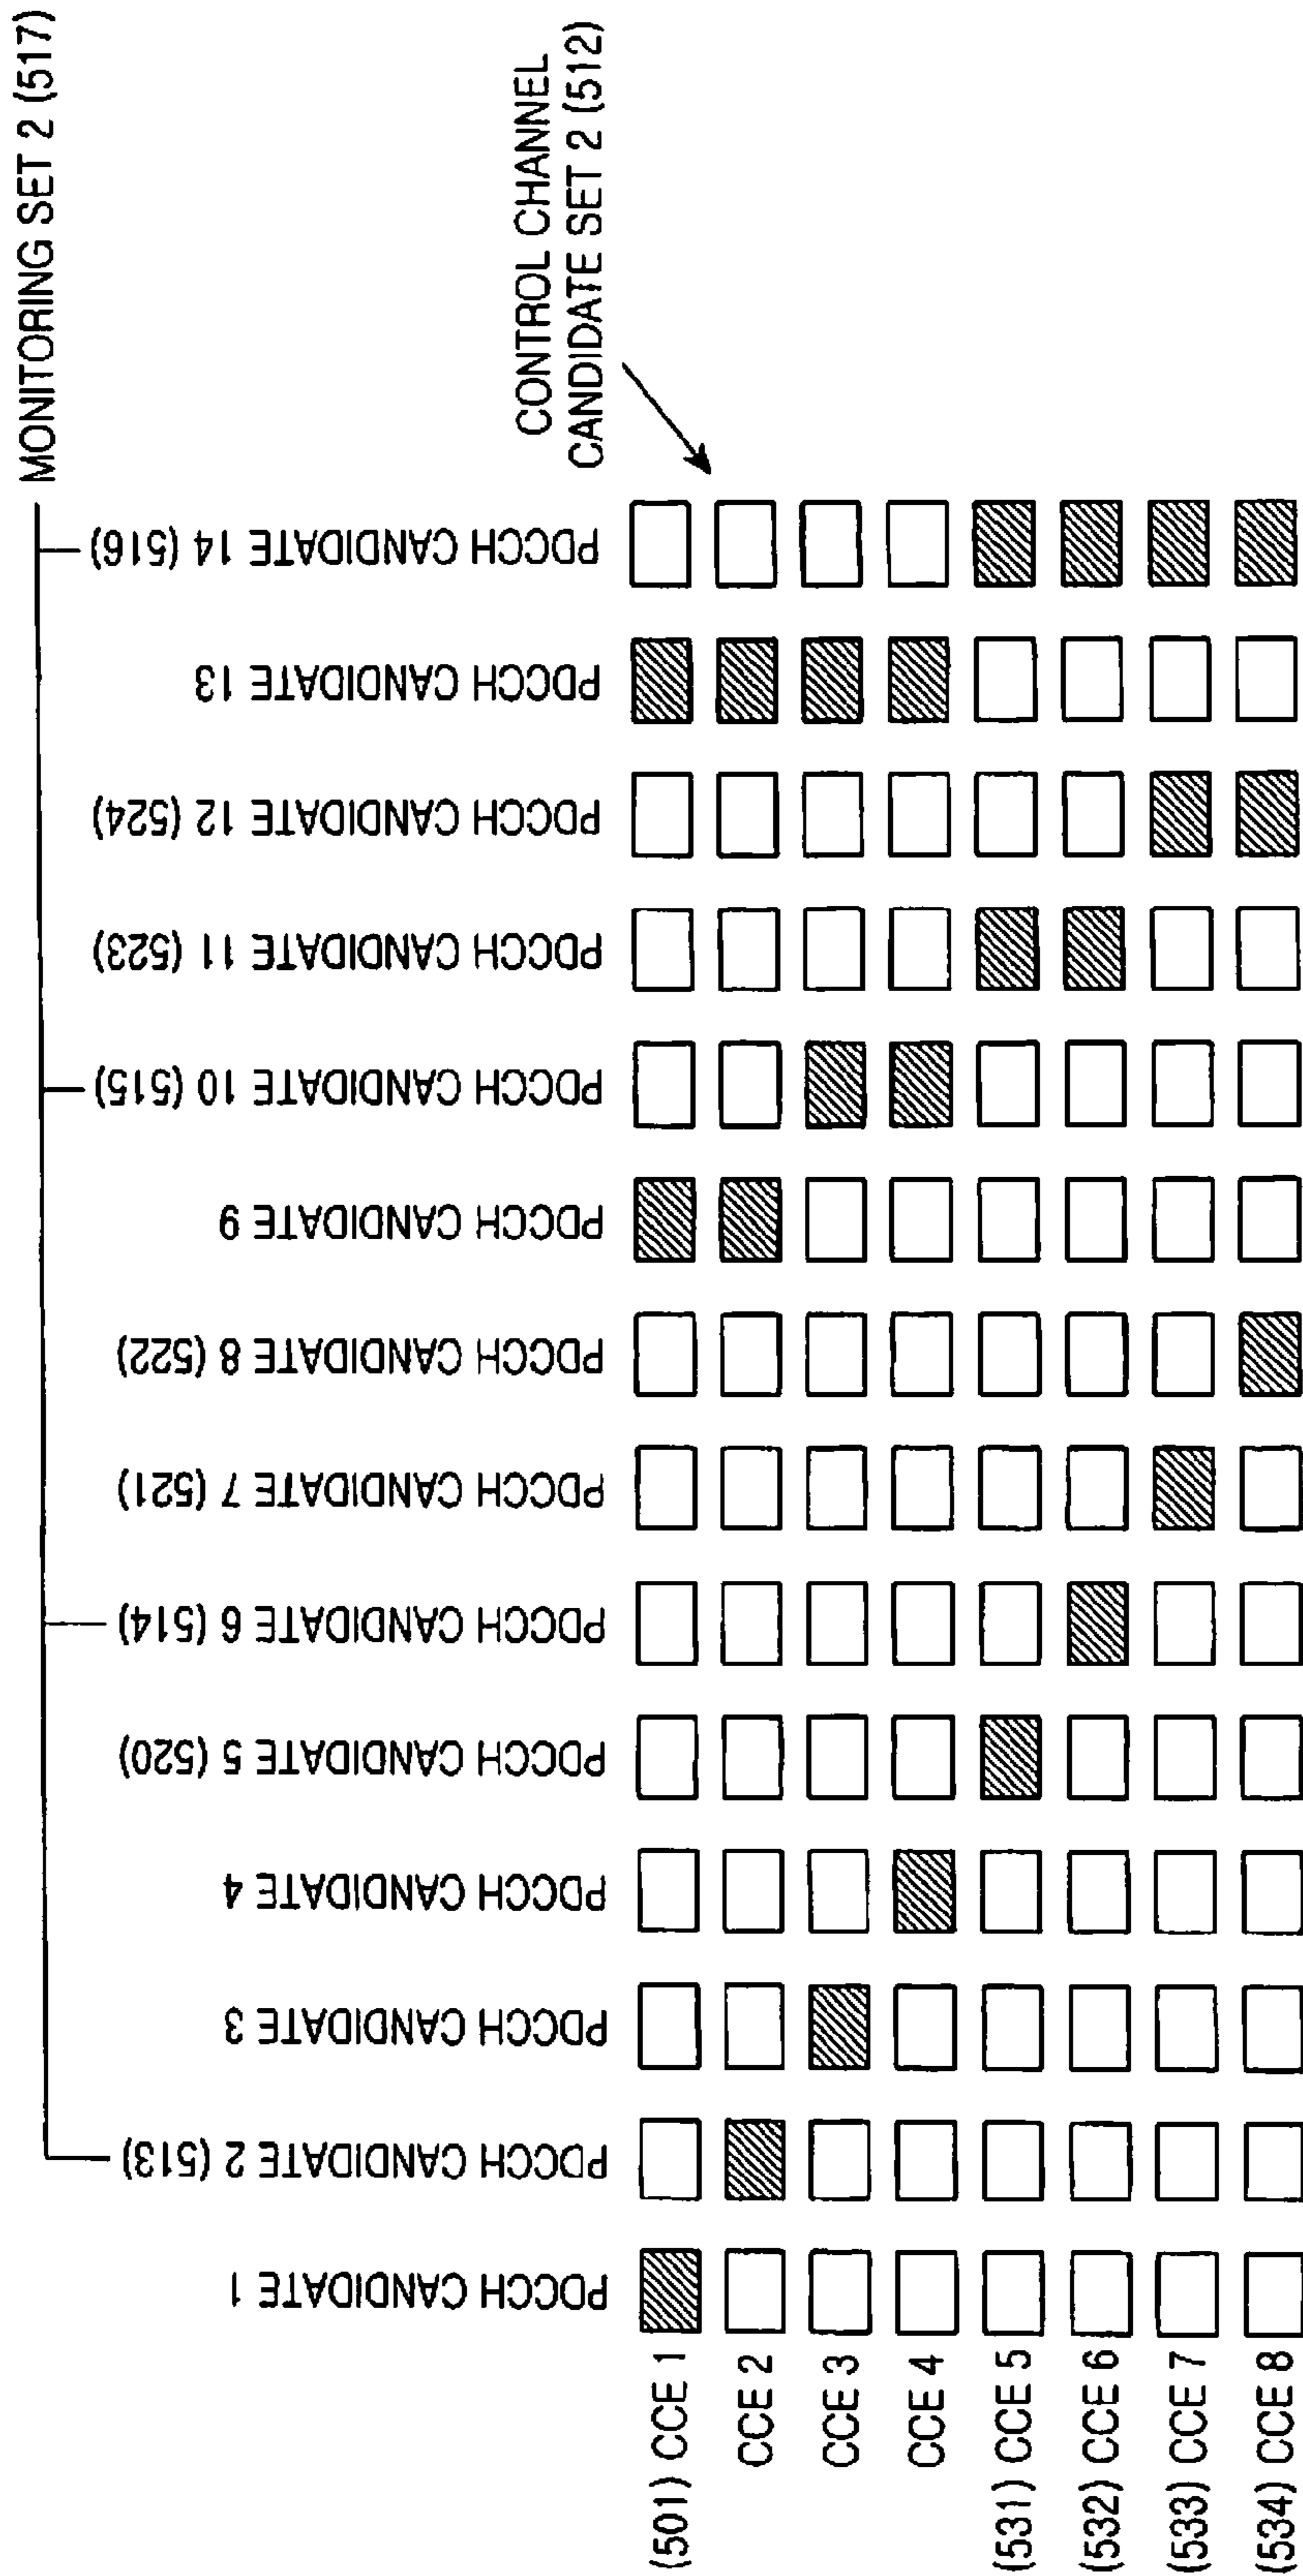 MONITORING SET 2 (517)
CONTROL CHANNEL
CANDIDATE SET 2 (512)
PDCCH CANDIDATE 1
PDCCH CANDIDATE 2 (513)
PDCCH CANDIDATE 3
PDCCH CANDIDATE 4
PDCCH CANDIDATE 5 (520)
PDCCH CANDIDATE 6 (514)
PDCCH CANDIDATE 7 (521)
PDCCH CANDIDATE 8 (522)
PDCCH CANDIDATE 9
PDCCH CANDIDATE 10 (515)
PDCCH CANDIDATE 11 (523)
PDCCH CANDIDATE 12 (524)
PDCCH CANDIDATE 13
PDCCH CANDIDATE 14 (516)
(501) CCE 1
CCE 2
CCE 3
CCE 4
(531) CCE 5
(532) CCE 6
(533) CCE 7
(534) CCE 8